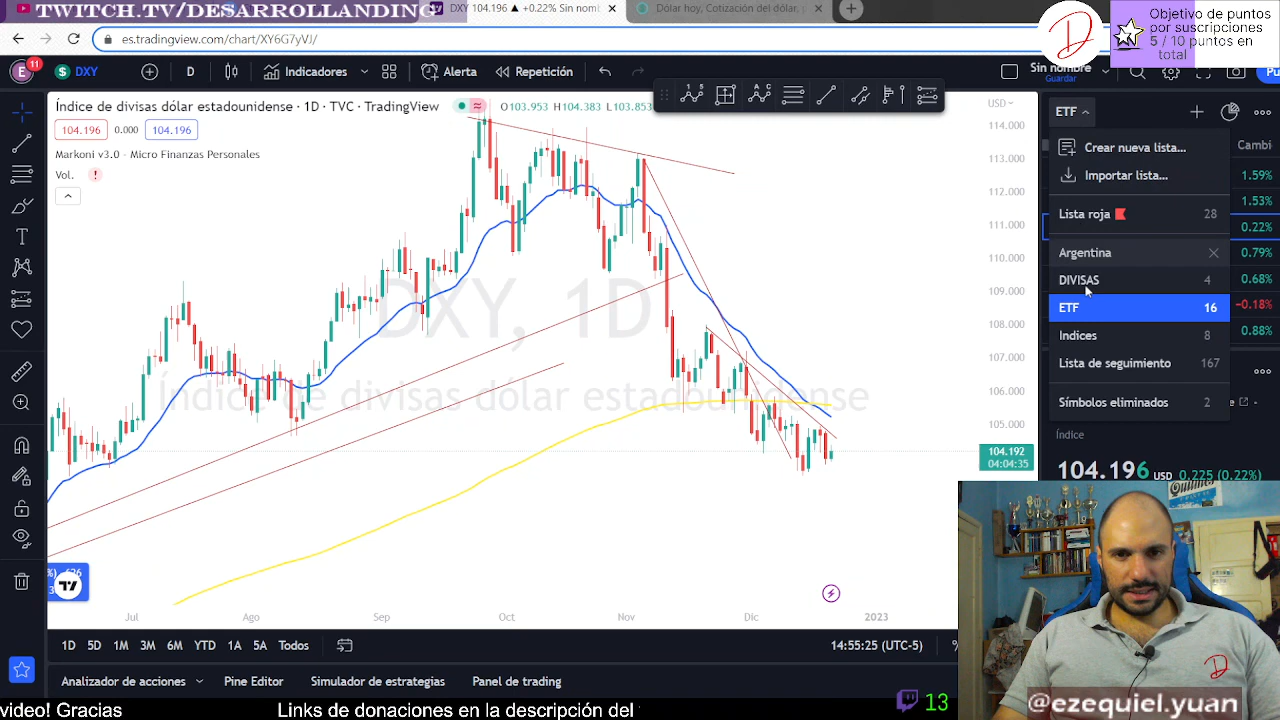 TWITCH.TV/DESARROLLANDING
DXY 104.196 ▲ +0.22% Sin nomb
Dólar hoy, Cotización del dólar,
es.tradingview.com/chart/XY6G7yVJ/
Objetivo de puntos
por suscripciones
5 / 10 puntos en
total
E
11
DXY
D
Indicadores
Alerta
Repetición
Sin nombre
Guardar
Pu
Índice de divisas dólar estadounidense · 1D · TVC · TradingView
O103.953 H104.383 L103.853
104.196
0.000
104.196
Markoni v3.0 - Micro Finanzas Personales
Vol.
DXY, 1D
Índice de divisas dólar estadounidense
USD
114.000
113.000
112.000
111.000
110.000
109.000
108.000
107.000
106.000
105.000
104.192
04:04:35
ETF
Cambi
Crear nueva lista...
Importar lista...
Lista roja 28
Argentina
DIVISAS 4
ETF 16
Indices 8
Lista de seguimiento 167
Símbolos eliminados 2
1.59%
1.53%
0.22%
0.79%
0.68%
−0.18%
0.88%
Índice
104.196 USD 0.225 (0.22%)
Jul
Ago
Sep
Oct
Nov
Dic
2023
1D 5D 1M 3M 6M YTD 1A 5A Todos
14:55:25 (UTC-5)
%
Analizador de acciones
Pine Editor
Simulador de estrategias
Panel de trading
13
@ezequiel.yuan
video! Gracias
Links de donaciones en la descripción del